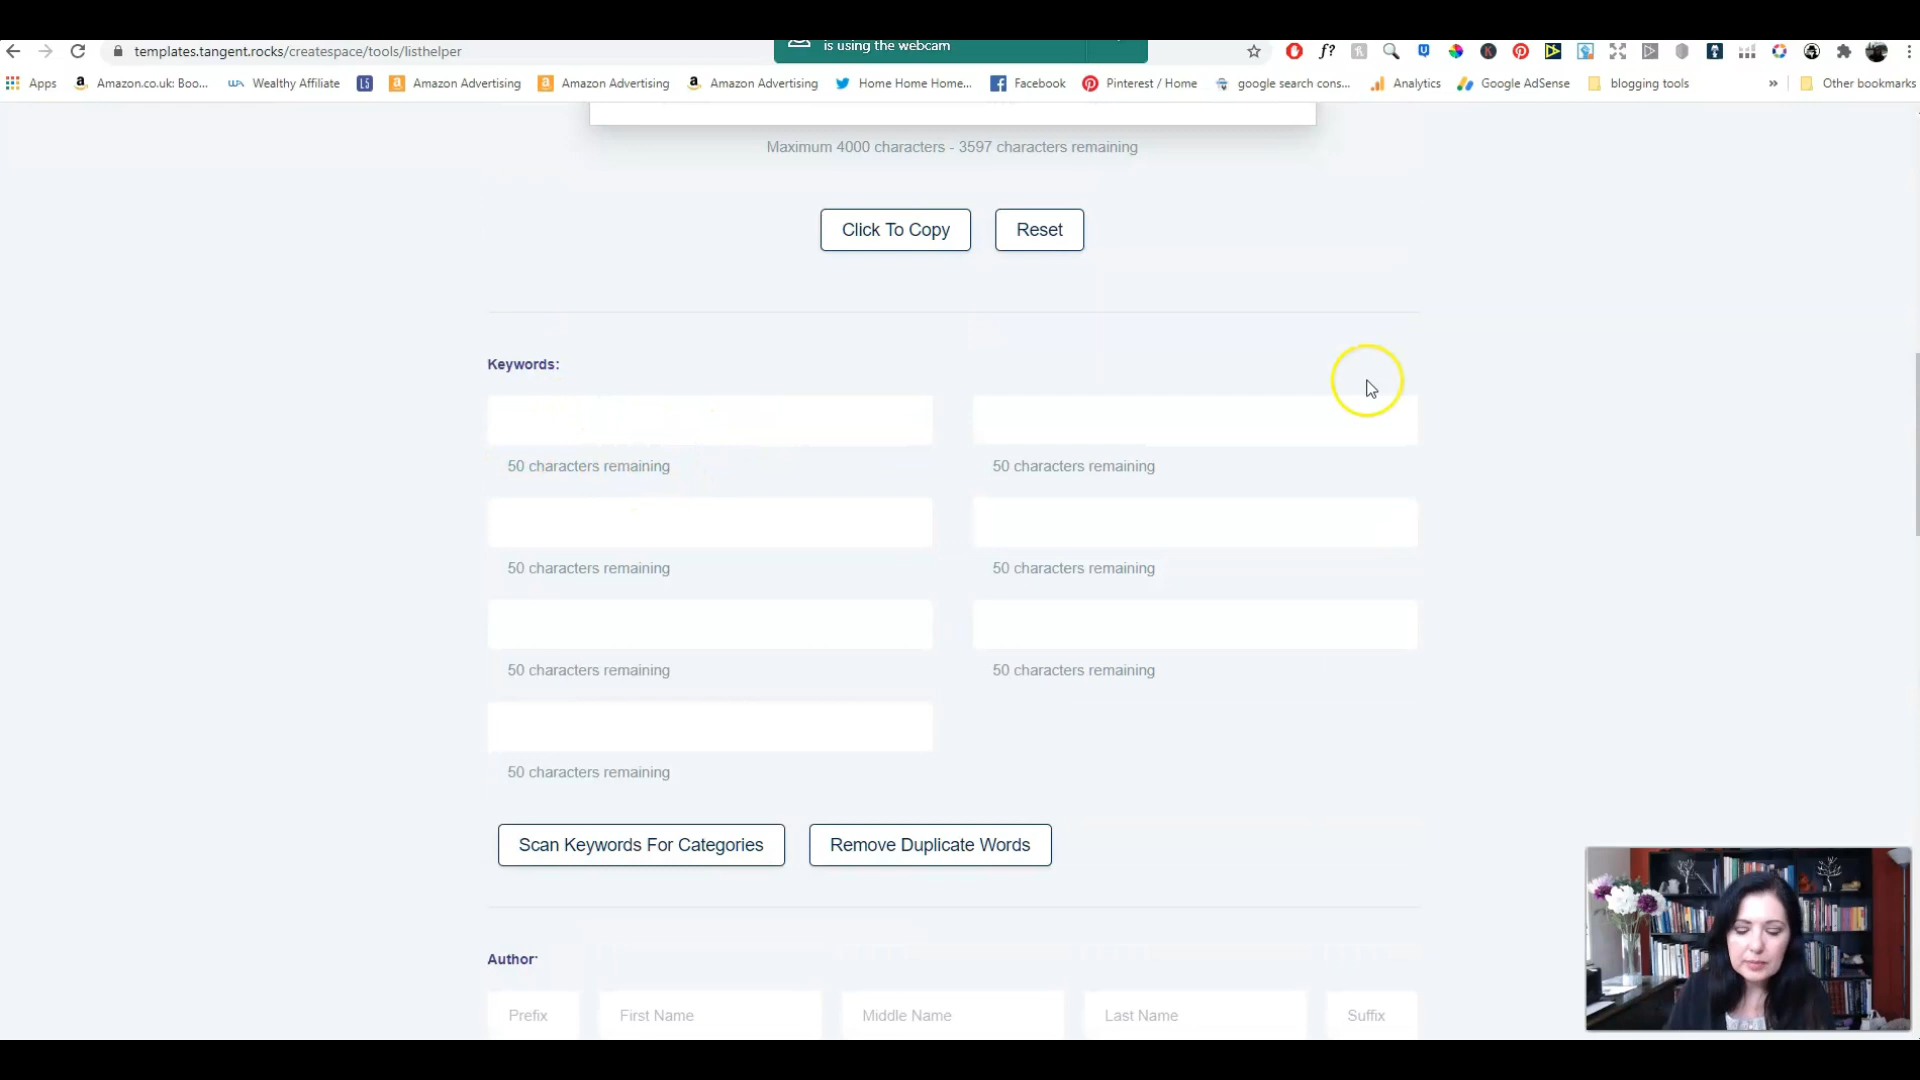 templates.tangent.rocks/createspace/tools/listhelper
is using the webcam
f?
Apps
Amazon.co.uk: Boo...
Wealthy Affiliate
Amazon Advertising
Amazon Advertising
Amazon Advertising
Home Home Home...
Facebook
Pinterest / Home
google search cons...
Analytics
Google AdSense
blogging tools
»
Other bookmarks
Maximum 4000 characters - 3597 characters remaining
Click To Copy
Reset
Keywords:
50 characters remaining
50 characters remaining
50 characters remaining
50 characters remaining
50 characters remaining
50 characters remaining
50 characters remaining
Scan Keywords For Categories
Remove Duplicate Words
Author:
Prefix
First Name
Middle Name
Last Name
Suffix